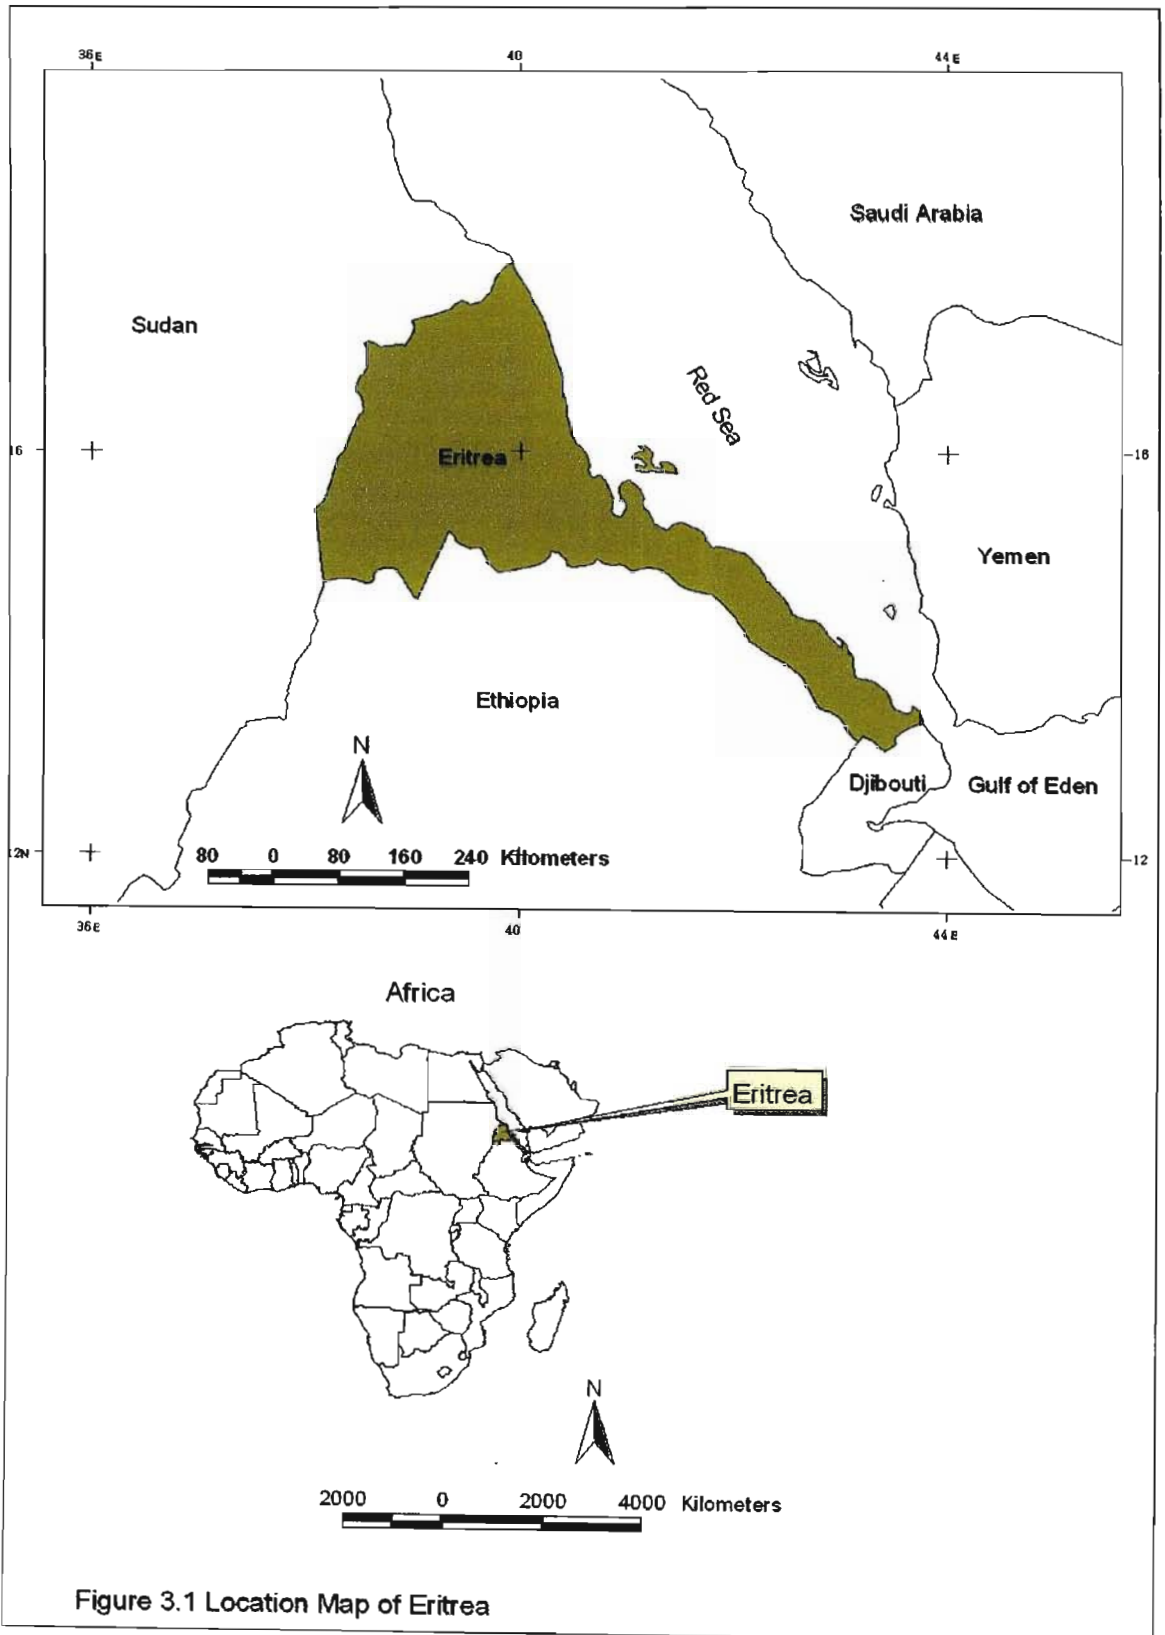 36E 40 44E
Saudi Arabia
Sudan
Red Sea
16 Eritrea 16
Yemen
Ethiopia
N
Djibouti Gulf of Eden
12N 12
80 0 80 160 240 Kilometers
36E 40 44E
Africa
Eritrea
N
2000 0 2000 4000 Kilometers
Figure 3.1 Location Map of Eritrea